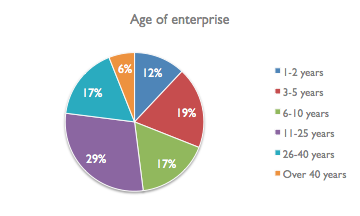 Age of enterprise
6%
12%
17%
19%
29%
17%
1-2 years
3-5 years
6-10 years
11-25 years
26-40 years
Over 40 years